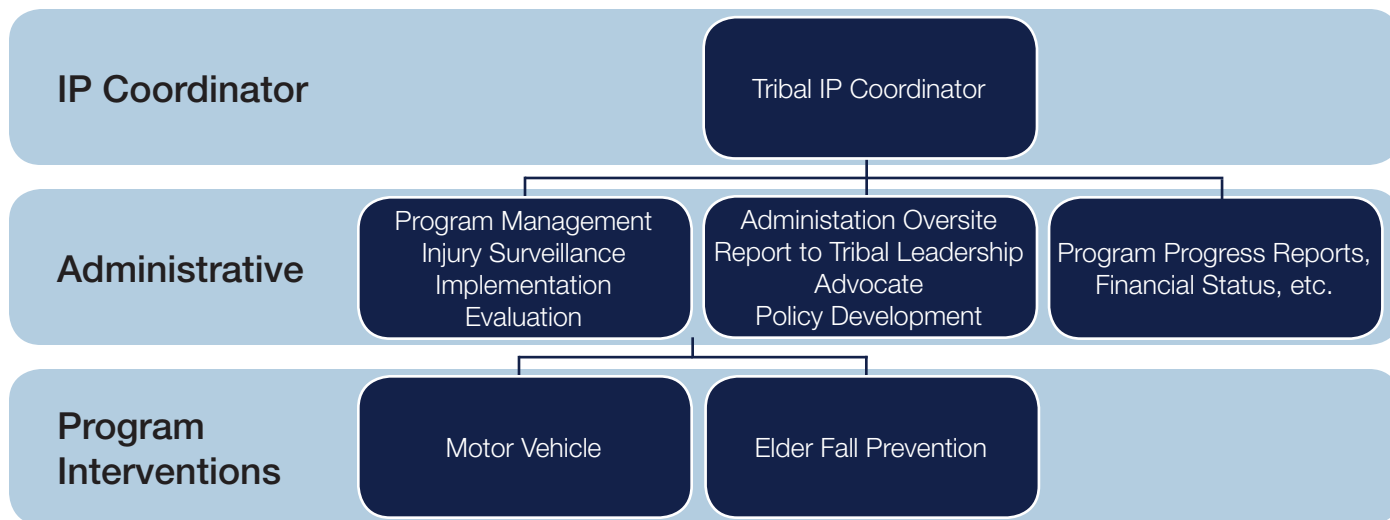 IP Coordinator
Tribal IP Coordinator
Administrative
Program Management
Injury Surveillance
Implementation
Evaluation
Administation Oversite
Report to Tribal Leadership
Advocate
Policy Development
Program Progress Reports,
Financial Status, etc.
Program
Interventions
Motor Vehicle
Elder Fall Prevention